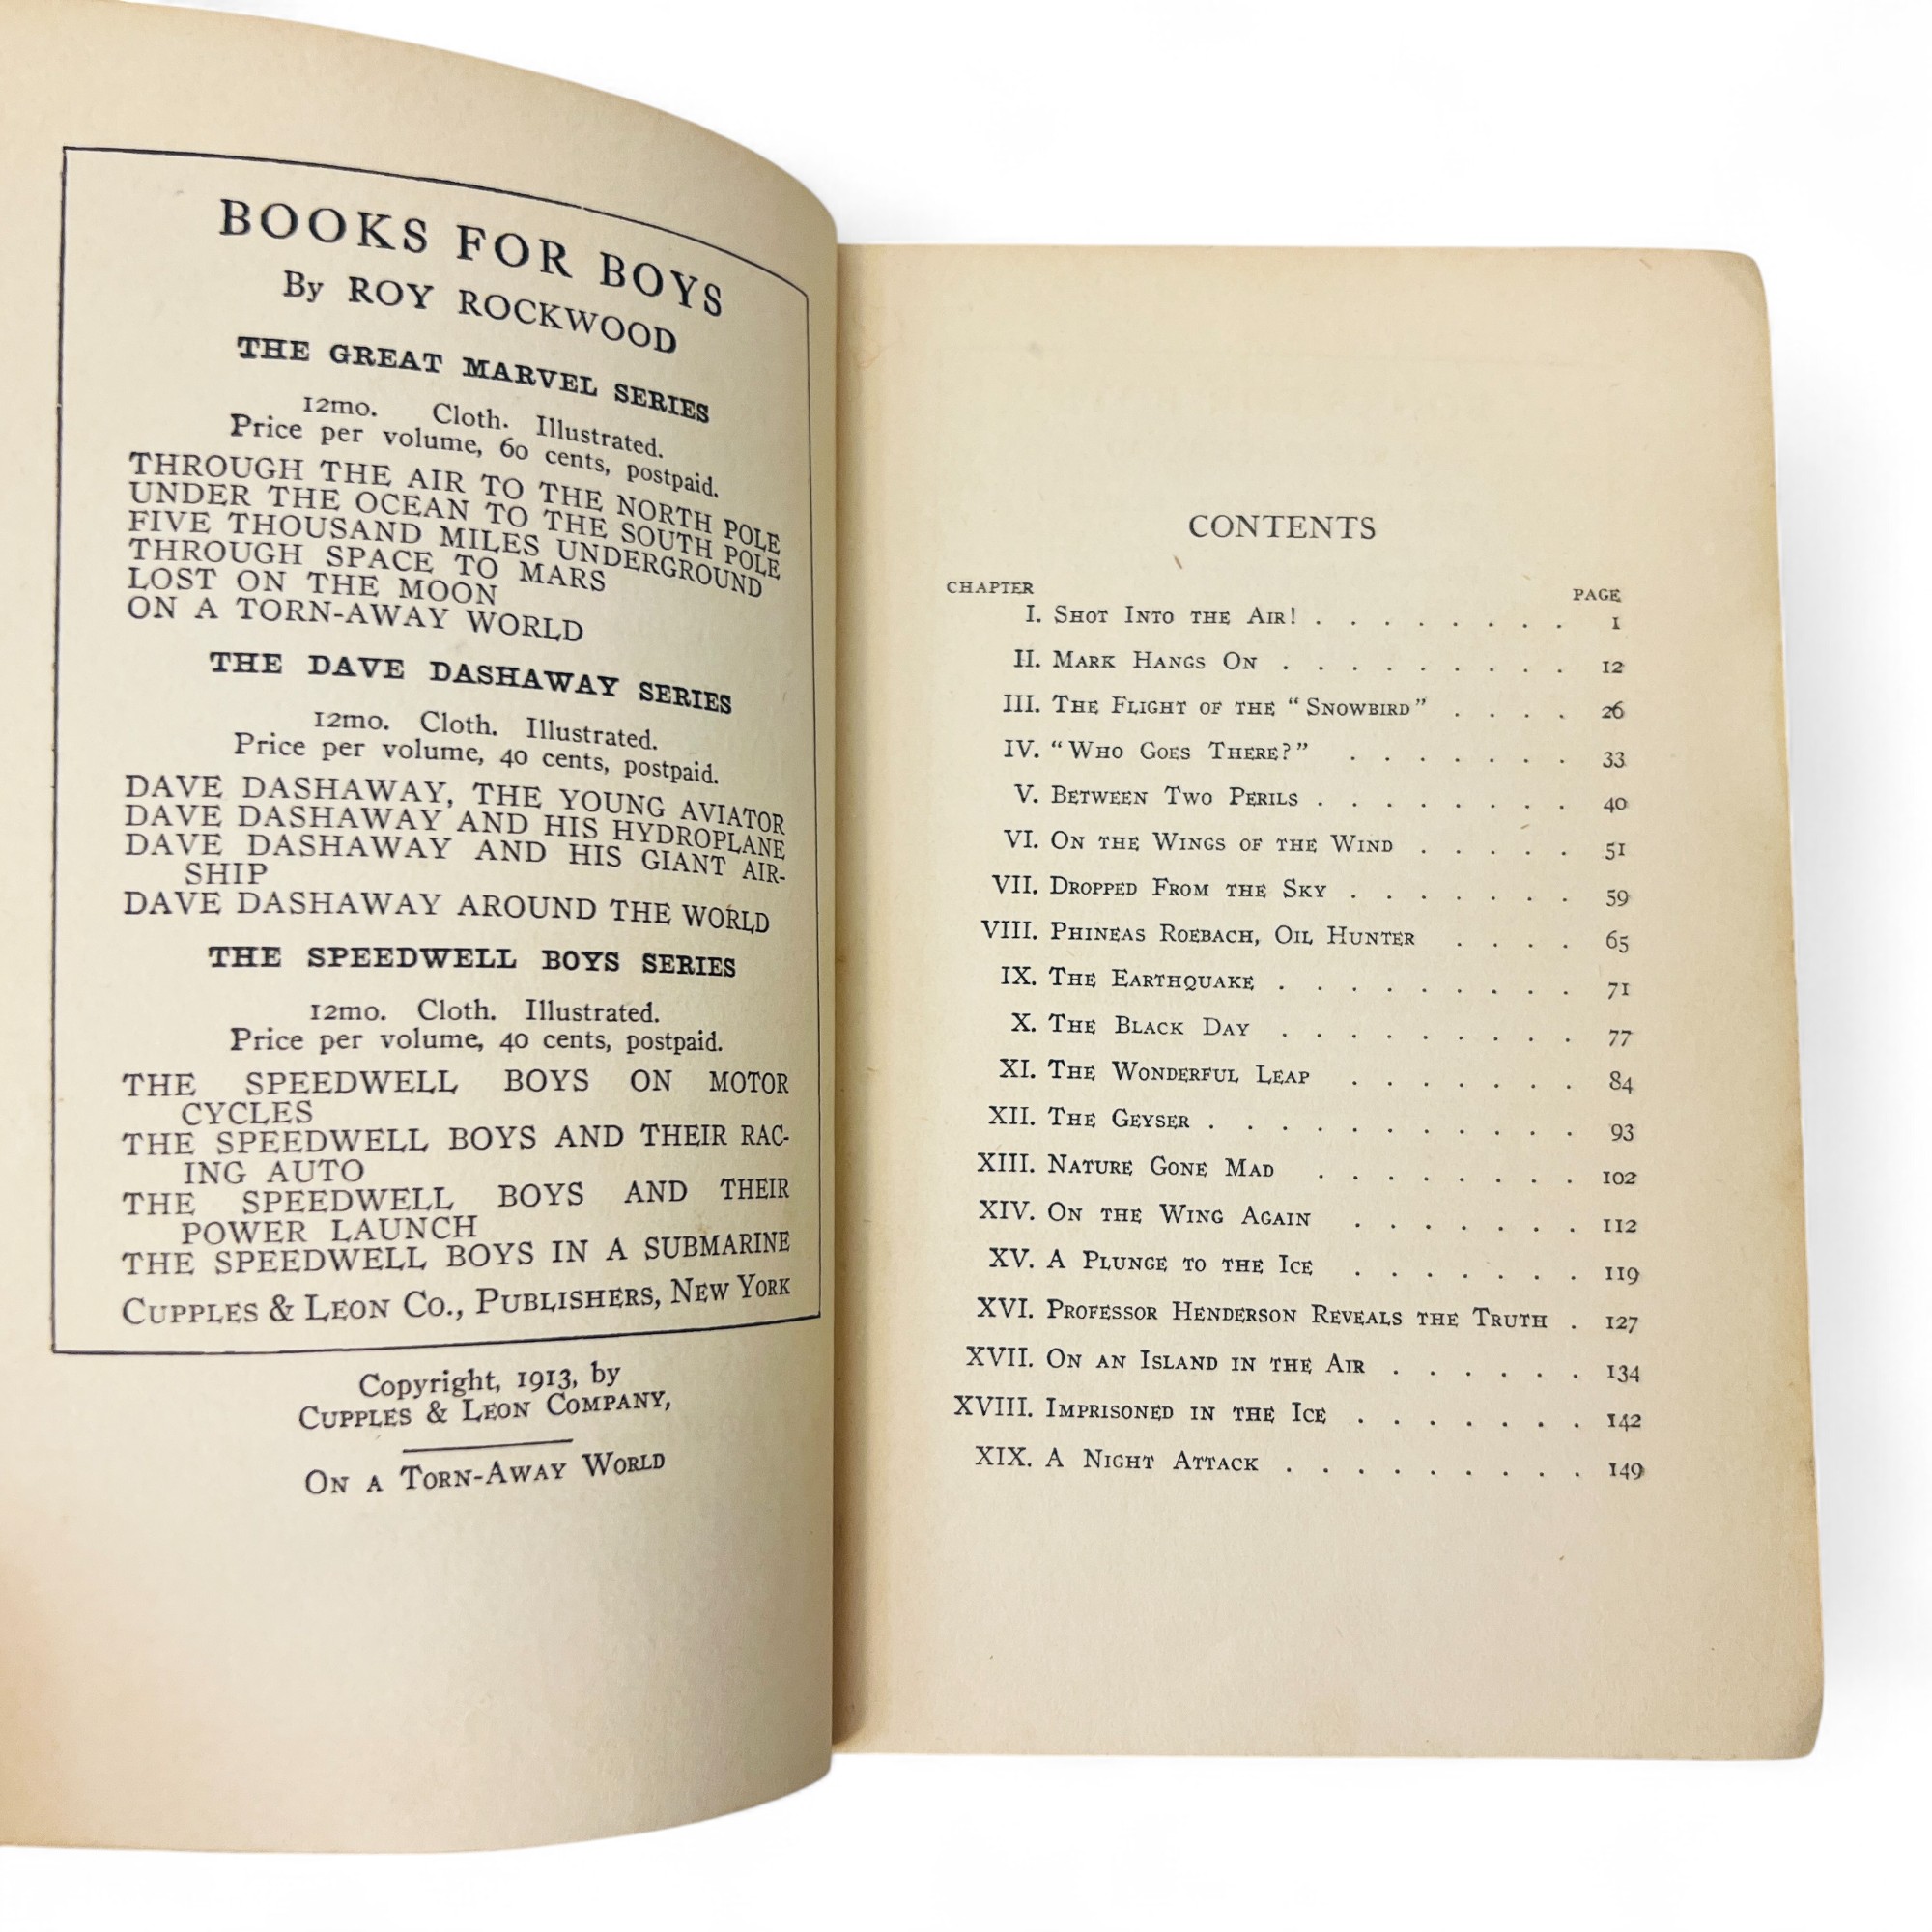 BOOKS FOR BOYS
By ROY ROCKWOOD
THE GREAT MARVEL SERIES
12mo. Cloth. Illustrated.
Price per volume, 60 cents, postpaid.
THROUGH THE AIR TO THE NORTH POLE
UNDER THE OCEAN TO THE SOUTH POLE
FIVE THOUSAND MILES UNDERGROUND
THROUGH SPACE TO MARS
LOST ON THE MOON
ON A TORN-AWAY WORLD
THE DAVE DASHAWAY SERIES
12mo. Cloth. Illustrated.
Price per volume, 40 cents, postpaid.
DAVE DASHAWAY, THE YOUNG AVIATOR
DAVE DASHAWAY AND HIS HYDROPLANE
DAVE DASHAWAY AND HIS GIANT AIR-
SHIP
DAVE DASHAWAY AROUND THE WORLD
THE SPEEDWELL BOYS SERIES
12mo. Cloth. Illustrated.
Price per volume, 40 cents, postpaid.
THE SPEEDWELL BOYS ON MOTOR
CYCLES
THE SPEEDWELL BOYS AND THEIR RAC-
ING AUTO
THE SPEEDWELL BOYS AND THEIR
POWER LAUNCH
THE SPEEDWELL BOYS IN A SUBMARINE
CUPPLES & LEON CO., PUBLISHERS, NEW YORK
Copyright, 1913, by
CUPPLES & LEON COMPANY,
ON A TORN-AWAY WORLD
CONTENTS
CHAPTER PAGE
I. SHOT INTO THE AIR! . . . . . . . . 1
II. MARK HANGS ON . . . . . . . . . 12
III. THE FLIGHT OF THE "SNOWBIRD" . . . . 26
IV. "WHO GOES THERE?" . . . . . . . 33
V. BETWEEN TWO PERILS . . . . . . . . 40
VI. ON THE WINGS OF THE WIND . . . . . 51
VII. DROPPED FROM THE SKY . . . . . . . 59
VIII. PHINEAS ROEBACH, OIL HUNTER . . . . 65
IX. THE EARTHQUAKE . . . . . . . . . 71
X. THE BLACK DAY . . . . . . . . . 77
XI. THE WONDERFUL LEAP . . . . . . . 84
XII. THE GEYSER . . . . . . . . . . . 93
XIII. NATURE GONE MAD . . . . . . . . 102
XIV. ON THE WING AGAIN . . . . . . . 112
XV. A PLUNGE TO THE ICE . . . . . . . 119
XVI. PROFESSOR HENDERSON REVEALS THE TRUTH . 127
XVII. ON AN ISLAND IN THE AIR . . . . . . 134
XVIII. IMPRISONED IN THE ICE . . . . . . . 142
XIX. A NIGHT ATTACK . . . . . . . . . 149